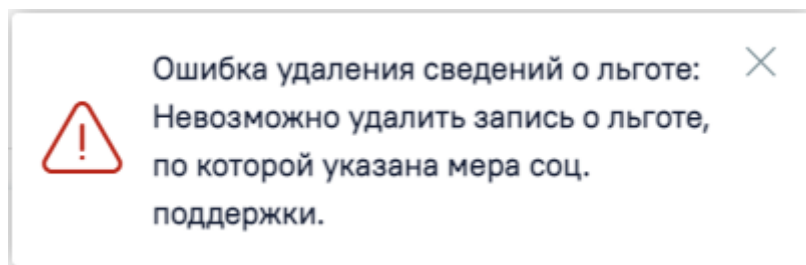 Ошибка удаления сведений о льготе:
Невозможно удалить запись о льготе,
по которой указана мера соц.
поддержки.